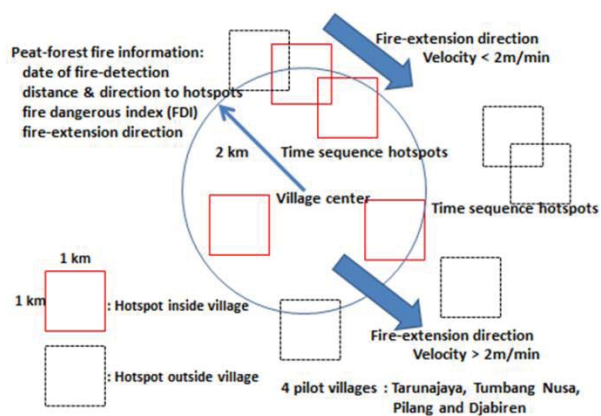 Peat-forest fire information:
date of fire-detection
distance & direction to hotspots
fire dangerous index (FDI)
fire-extension direction
Fire-extension direction
Velocity < 2m/min
2 km
Time sequence hotspots
Village center
Time sequence hotspots
1 km
1 km
: Hotspot inside village
Fire-extension direction
Velocity > 2m/min
: Hotspot outside village
4 pilot villages : Tarunajaya, Tumbang Nusa,
Pilang and Djabiren